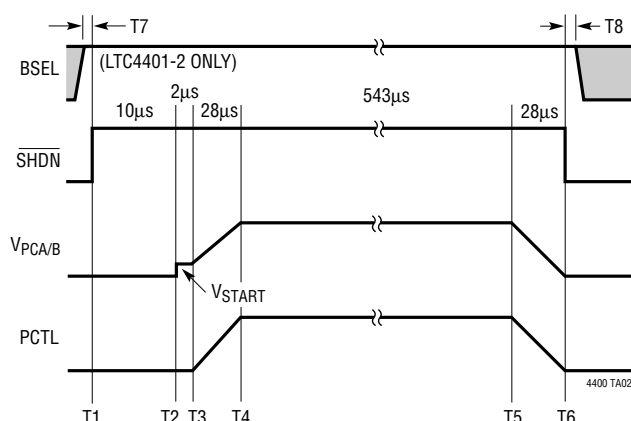 T7
T8
BSEL
(LTC4401-2 ONLY)
2µs
10µs
28µs
543µs
28µs
SHDN
VPCA/B
VSTART
PCTL
4400 TA02
T1 T2 T3 T4 T5 T6